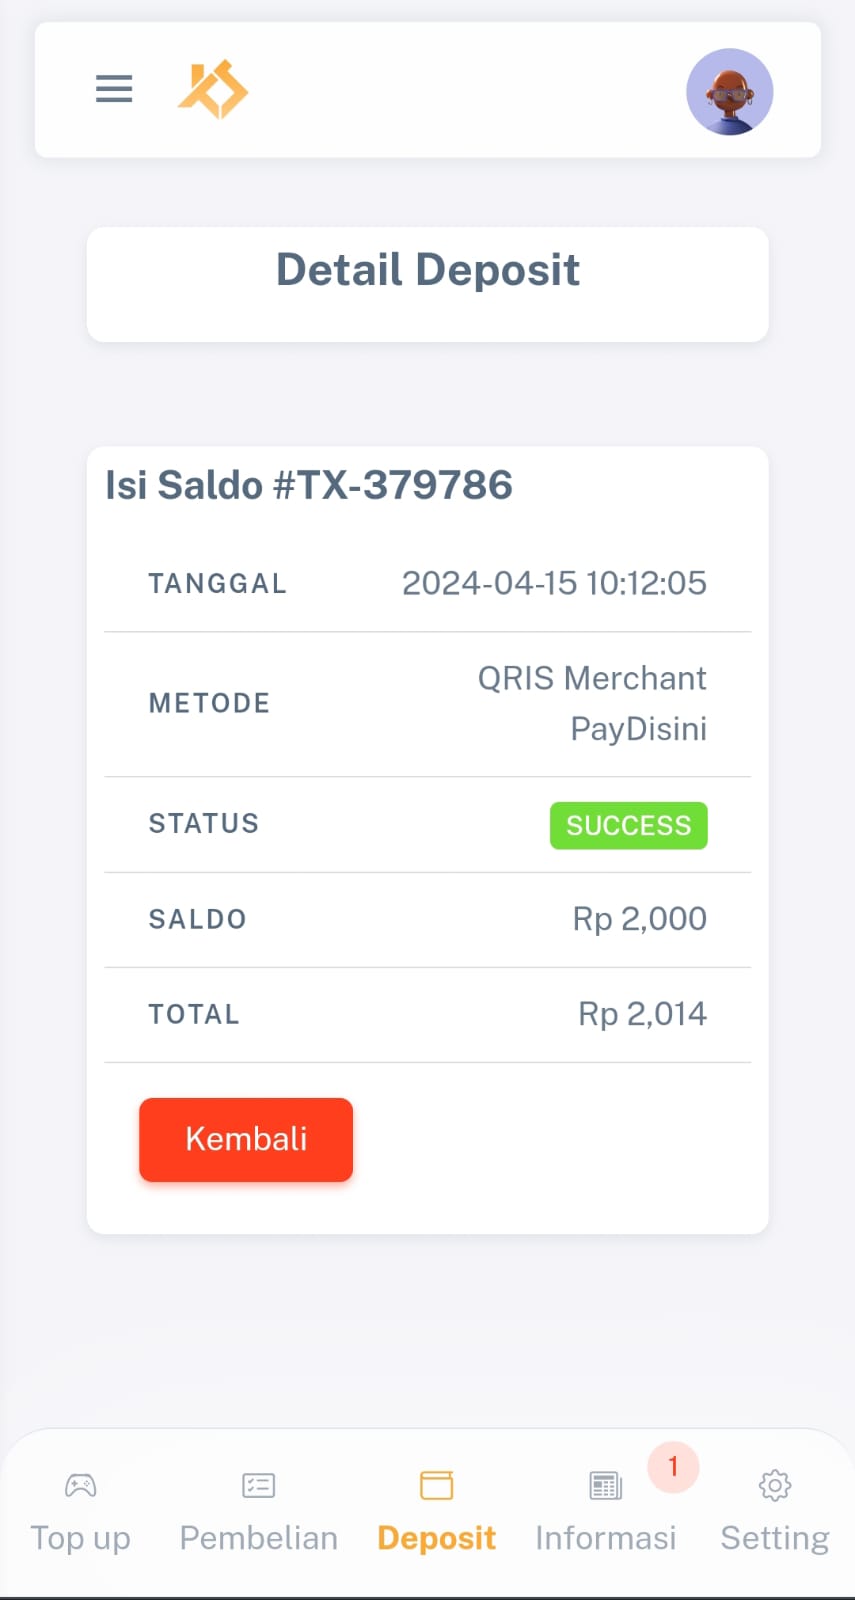 Detail Deposit
Isi Saldo #TX-379786
TANGGAL 2024-04-15 10:12:05
METODE QRIS Merchant
PayDisini
STATUS SUCCESS
SALDO Rp 2,000
TOTAL Rp 2,014
Kembali
1
Top up Pembelian Deposit Informasi Setting